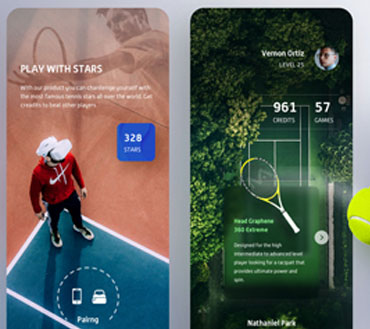 PLAY WITH STARS
With our product you can chardenge yourself with
the most famous tennis stars all over the world. Get
creadits to beat other players.
328
STARS
Pairng
Vernon Ortiz
LEVEL 25
961
CREDITS
57
GAMES
Head Graphene
360 Extreme
Designed for the high
intermediate to advanced level
player looking for a racquet that
provides ultimate power and
spin.
Nathaniel Park